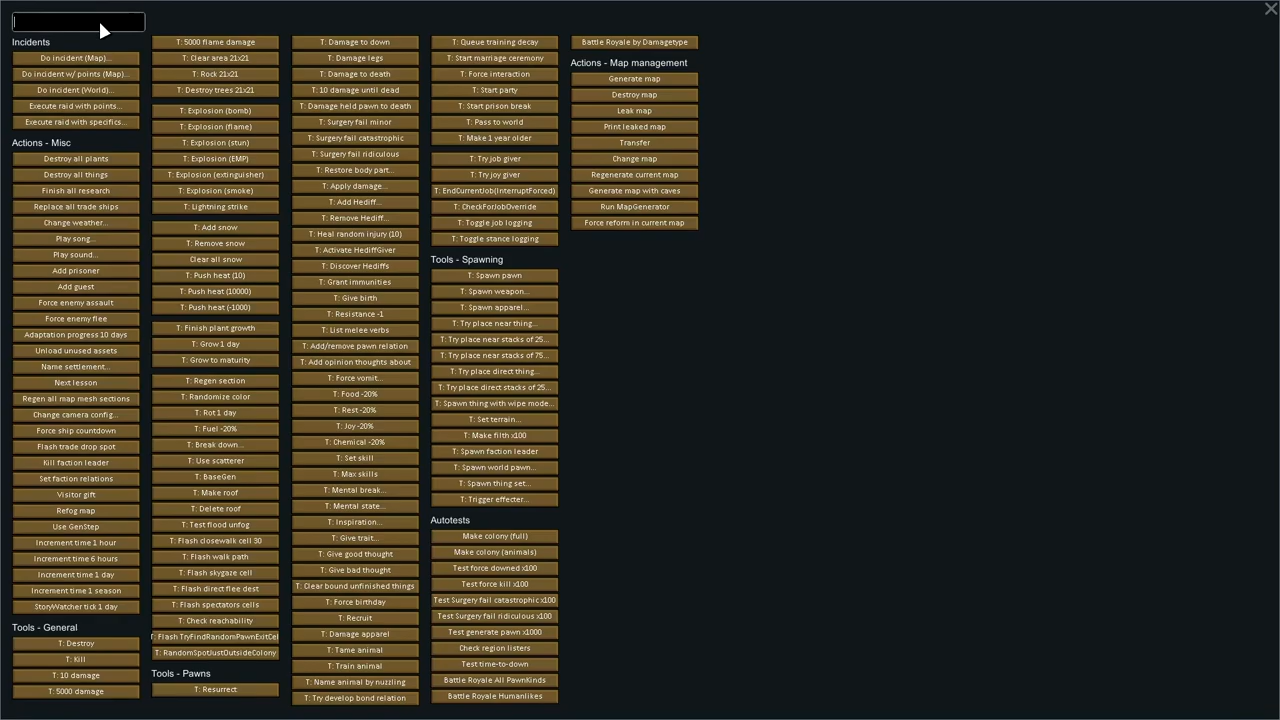 Incidents
Do incident (Map)...
Do incident w/ points (Map)...
Do incident (World)...
Execute raid with points...
Execute raid with specifics...
Actions - Misc
Destroy all plants
Destroy all things
Finish all research
Replace all trade ships
Change weather...
Play song...
Play sound...
Add prisoner
Add guest
Force enemy assault
Force enemy flee
Adaptation progress 10 days
Unload unused assets
Name settlement...
Next lesson
Regen all map mesh sections
Change camera config...
Force ship countdown
Flash trade drop spot
Kill faction leader
Set faction relations
Visitor gift
Refog map
Use GenStep
Increment time 1 hour
Increment time 6 hours
Increment time 1 day
Increment time 1 season
StoryWatcher tick 1 day
Tools - General
T: Destroy
T: Kill
T: 10 damage
T: 5000 damage
T: 5000 flame damage
T: Clear area 21x21
T: Rock 21x21
T: Destroy trees 21x21
T: Explosion (bomb)
T: Explosion (flame)
T: Explosion (stun)
T: Explosion (EMP)
T: Explosion (extinguisher)
T: Explosion (smoke)
T: Lightning strike
T: Add snow
T: Remove snow
Clear all snow
T: Push heat (10)
T: Push heat (10000)
T: Push heat (-1000)
T: Finish plant growth
T: Grow 1 day
T: Grow to maturity
T: Regen section
T: Randomize color
T: Rot 1 day
T: Fuel -20%
T: Break down...
T: Use scatterer
T: BaseGen
T: Make roof
T: Delete roof
T: Test flood unfog
T: Flash closewalk cell 30
T: Flash walk path
T: Flash skygaze cell
T: Flash direct flee dest
T: Flash spectators cells
T: Check reachability
T: Flash TryFindRandomPawnExitCel
T: RandomSpotJustOutsideColony
Tools - Pawns
T: Resurrect
T: Damage to down
T: Damage legs
T: Damage to death
T: 10 damage until dead
T: Damage held pawn to death
T: Surgery fail minor
T: Surgery fail catastrophic
T: Surgery fail ridiculous
T: Restore body part...
T: Apply damage...
T: Add Hediff...
T: Remove Hediff...
T: Heal random injury (10)
T: Activate HediffGiver
T: Discover Hediffs
T: Grant immunities
T: Give birth
T: Resistance -1
T: List melee verbs
T: Add/remove pawn relation
T: Add opinion thoughts about
T: Force vomit...
T: Food -20%
T: Rest -20%
T: Joy -20%
T: Chemical -20%
T: Set skill
T: Max skills
T: Mental break...
T: Mental state...
T: Inspiration...
T: Give trait...
T: Give good thought
T: Give bad thought
T: Clear bound unfinished things
T: Force birthday
T: Recruit
T: Damage apparel
T: Tame animal
T: Train animal
T: Name animal by nuzzling
T: Try develop bond relation
T: Queue training decay
T: Start marriage ceremony
T: Force interaction
T: Start party
T: Start prison break
T: Pass to world
T: Make 1 year older
T: Try job giver
T: Try joy giver
T: EndCurrentJob(InterruptForced)
T: CheckForJobOverride
T: Toggle job logging
T: Toggle stance logging
Tools - Spawning
T: Spawn pawn
T: Spawn weapon...
T: Spawn apparel...
T: Try place near thing...
T: Try place near stacks of 25...
T: Try place near stacks of 75...
T: Try place direct thing...
T: Try place direct stacks of 25...
T: Spawn thing with wipe mode...
T: Set terrain...
T: Make filth x100
T: Spawn faction leader
T: Spawn world pawn...
T: Spawn thing set...
T: Trigger effecter...
Autotests
Make colony (full)
Make colony (animals)
Test force downed x100
Test force kill x100
Test Surgery fail catastrophic x100
Test Surgery fail ridiculous x100
Test generate pawn x1000
Check region listers
Test time-to-down
Battle Royale All PawnKinds
Battle Royale Humanlikes
Battle Royale by Damagetype
Actions - Map management
Generate map
Destroy map
Leak map
Print leaked map
Transfer
Change map
Regenerate current map
Generate map with caves
Run MapGenerator
Force reform in current map